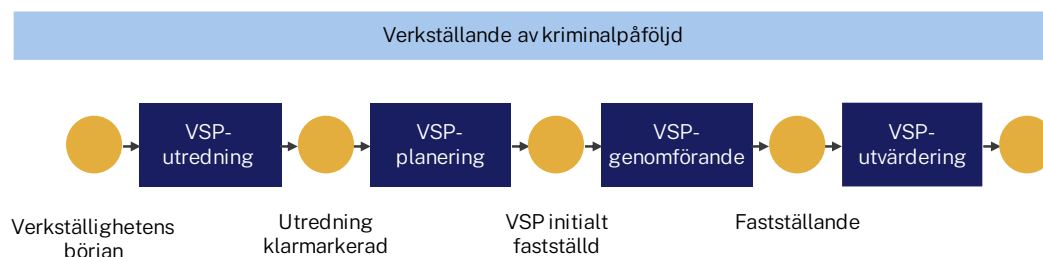 Verkställande av kriminalpåföljd
VSP-
utredning
VSP-
planering
VSP-
genomförande
VSP-
utvärdering
Verkställighetens
början
Utredning
klarmarkerad
VSP initialt
fastställd
Fastställande